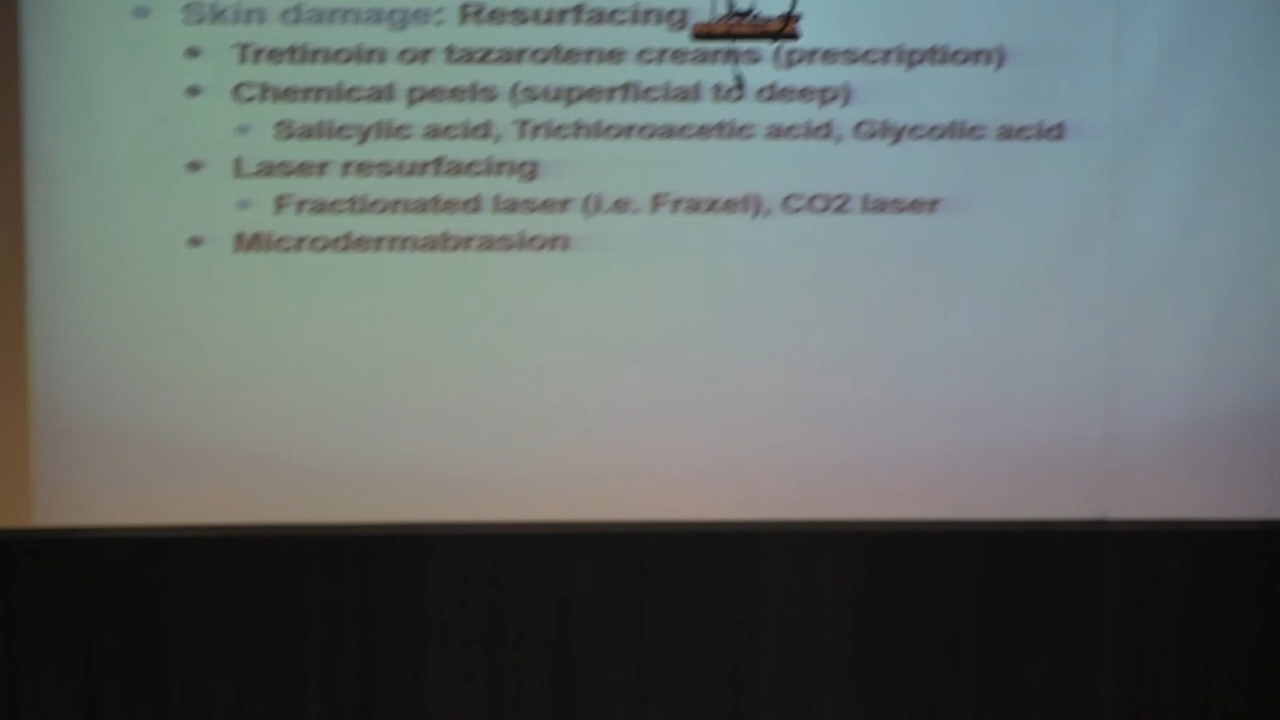 Skin damage: Resurfacing
Tretinoin or tazarotene creams (prescription)
Chemical peels (superficial to deep)
Salicylic acid, Trichloroacetic acid, Glycolic acid
Laser resurfacing
Fractionated laser (i.e. Fraxel), CO2 laser
Microdermabrasion